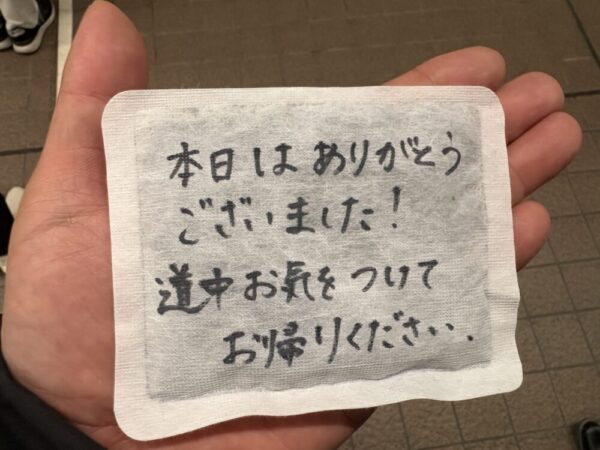 本日はありがとう
ございました!
道中お気をつけて
お帰りください.